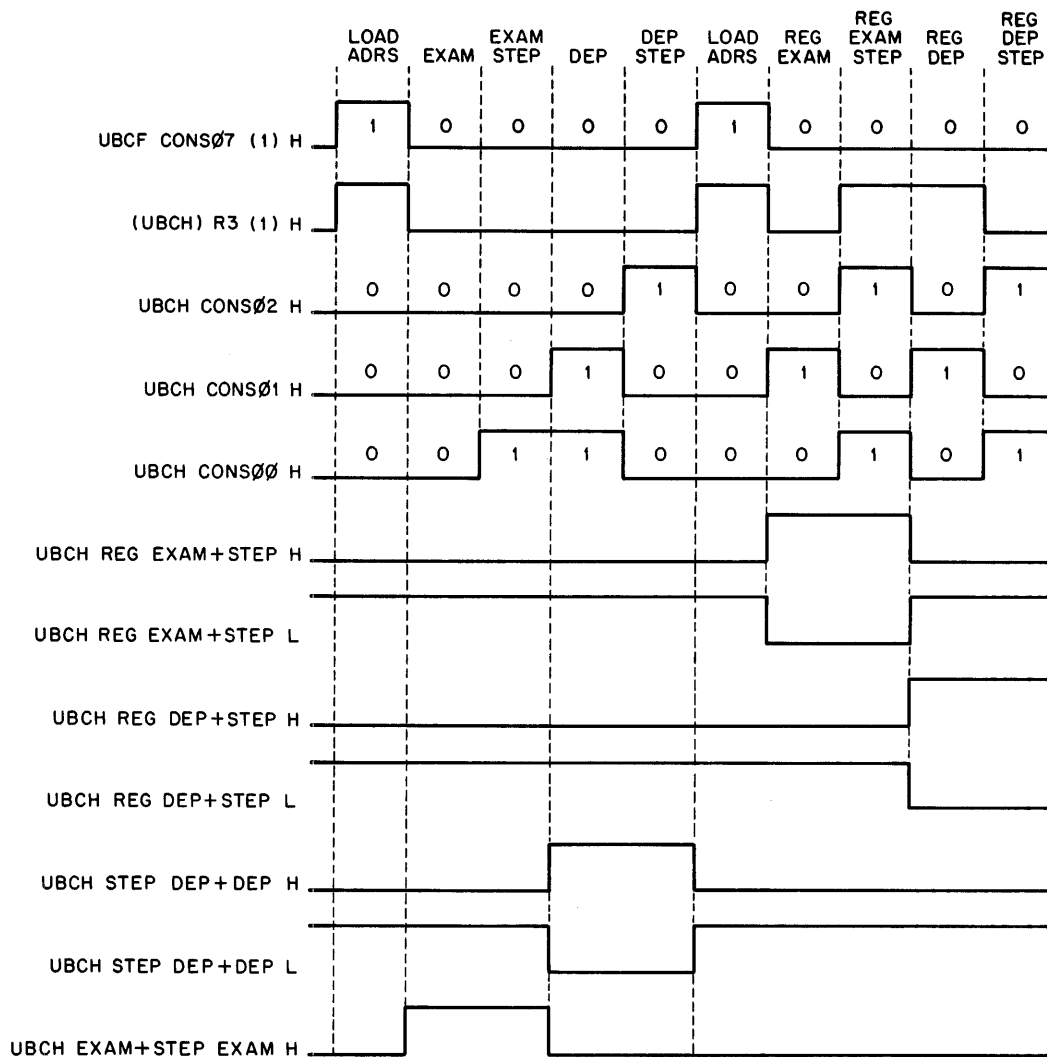 LOAD ADRS EXAM EXAM STEP DEP DEP STEP LOAD ADRS REG EXAM REG EXAM STEP REG DEP REG DEP STEP
UBCF CONSØ7 (1) H 1 0 0 0 0 1 0 0 0 0
(UBCH) R3 (1) H
UBCH CONSØ2 H 0 0 0 0 1 0 0 1 0 1
UBCH CONSØ1 H 0 0 0 1 0 0 1 0 1 0
UBCH CONSØØ H 0 0 1 1 0 0 0 1 0 1
UBCH REG EXAM+STEP H
UBCH REG EXAM+STEP L
UBCH REG DEP+STEP H
UBCH REG DEP+STEP L
UBCH STEP DEP+DEP H
UBCH STEP DEP+DEP L
UBCH EXAM+STEP EXAM H